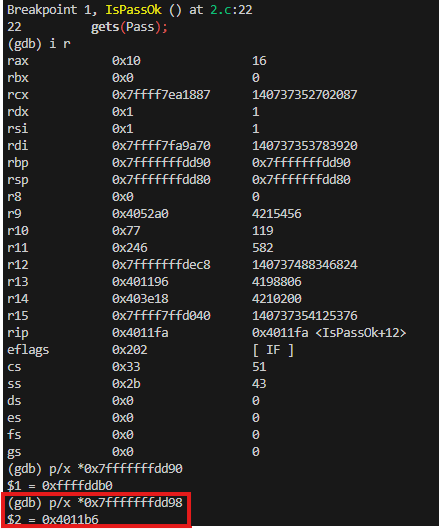 Breakpoint 1, IsPassOk () at 2.c:22
22 gets(Pass);
(gdb) i r
rax 0x10 16
rbx 0x0 0
rcx 0x7ffff7ea1887 140737352702087
rdx 0x1 1
rsi 0x1 1
rdi 0x7ffff7fa9a70 140737353783920
rbp 0x7fffffffdd90 0x7fffffffdd90
rsp 0x7fffffffdd80 0x7fffffffdd80
r8 0x0 0
r9 0x4052a0 4215456
r10 0x77 119
r11 0x246 582
r12 0x7fffffffdec8 140737488346824
r13 0x401196 4198806
r14 0x403e18 4210200
r15 0x7ffff7ffd040 140737354125376
rip 0x4011fa 0x4011fa <IsPassOk+12>
eflags 0x202 [ IF ]
cs 0x33 51
ss 0x2b 43
ds 0x0 0
es 0x0 0
fs 0x0 0
gs 0x0 0
(gdb) p/x *0x7fffffffdd90
$1 = 0xffffddb0
(gdb) p/x *0x7fffffffdd98
$2 = 0x4011b6